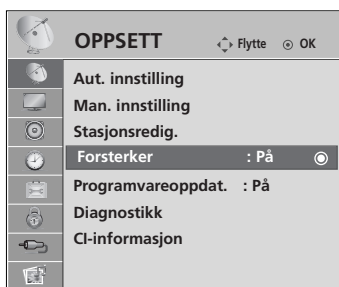 OPPSETT Flytte OK
Aut. innstilling
Man. innstilling
Stasjonsredig.
Forsterker : På
Programvareoppdat. : På
Diagnostikk
CI-informasjon